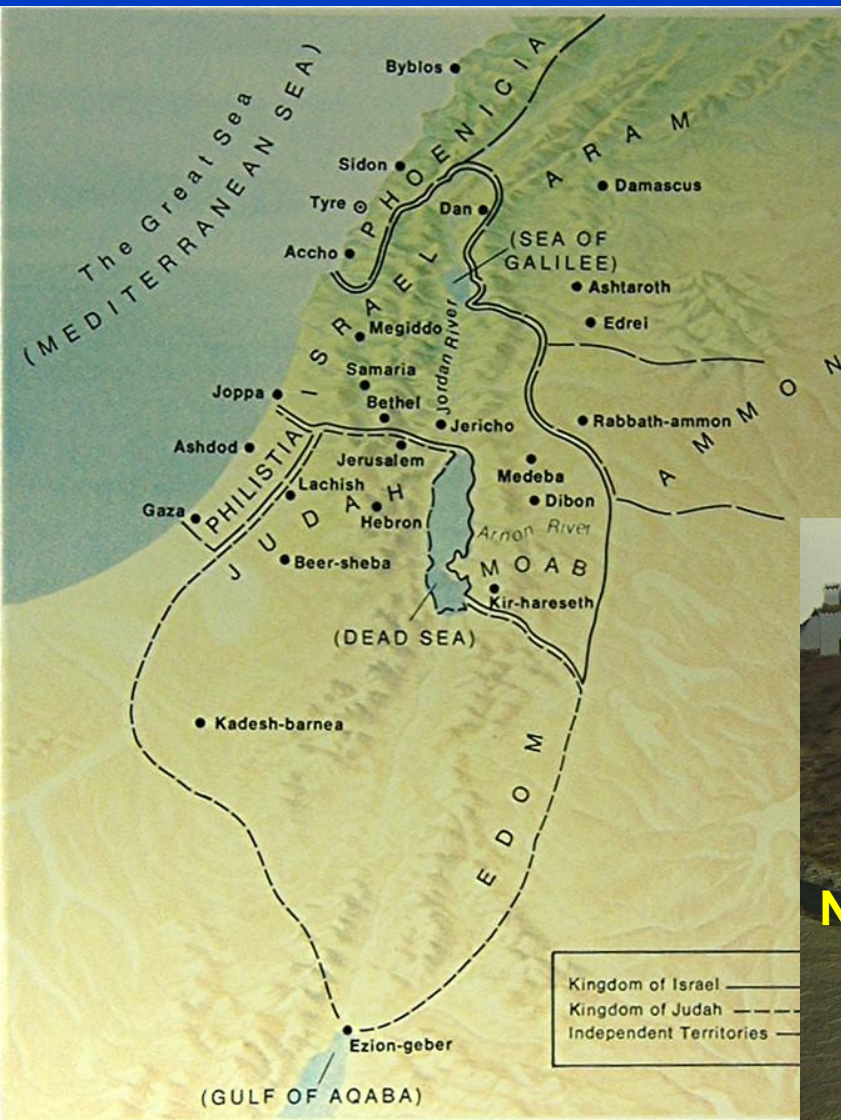 Byblos
The Great Sea
(MEDITERRANEAN SEA)
PHOENICIA
ARAM
Sidon
Damascus
Tyre
Dan
(SEA OF
GALILEE)
Accho
Ashtaroth
ISRAEL
Edrei
Megiddo
Jordan River
Samaria
Joppa
Bethel
Jericho
Rabbath-ammon
AMMON
Ashdod
Jerusalem
PHILISTIA
Medeba
Lachish
Dibon
JUDAH
Gaza
Hebron
Arnon River
Beer-sheba
MOAB
Kir-hareseth
(DEAD SEA)
Kadesh-barnea
EDOM
N
Kingdom of Israel
Kingdom of Judah
Independent Territories
Ezion-geber
(GULF OF AQABA)